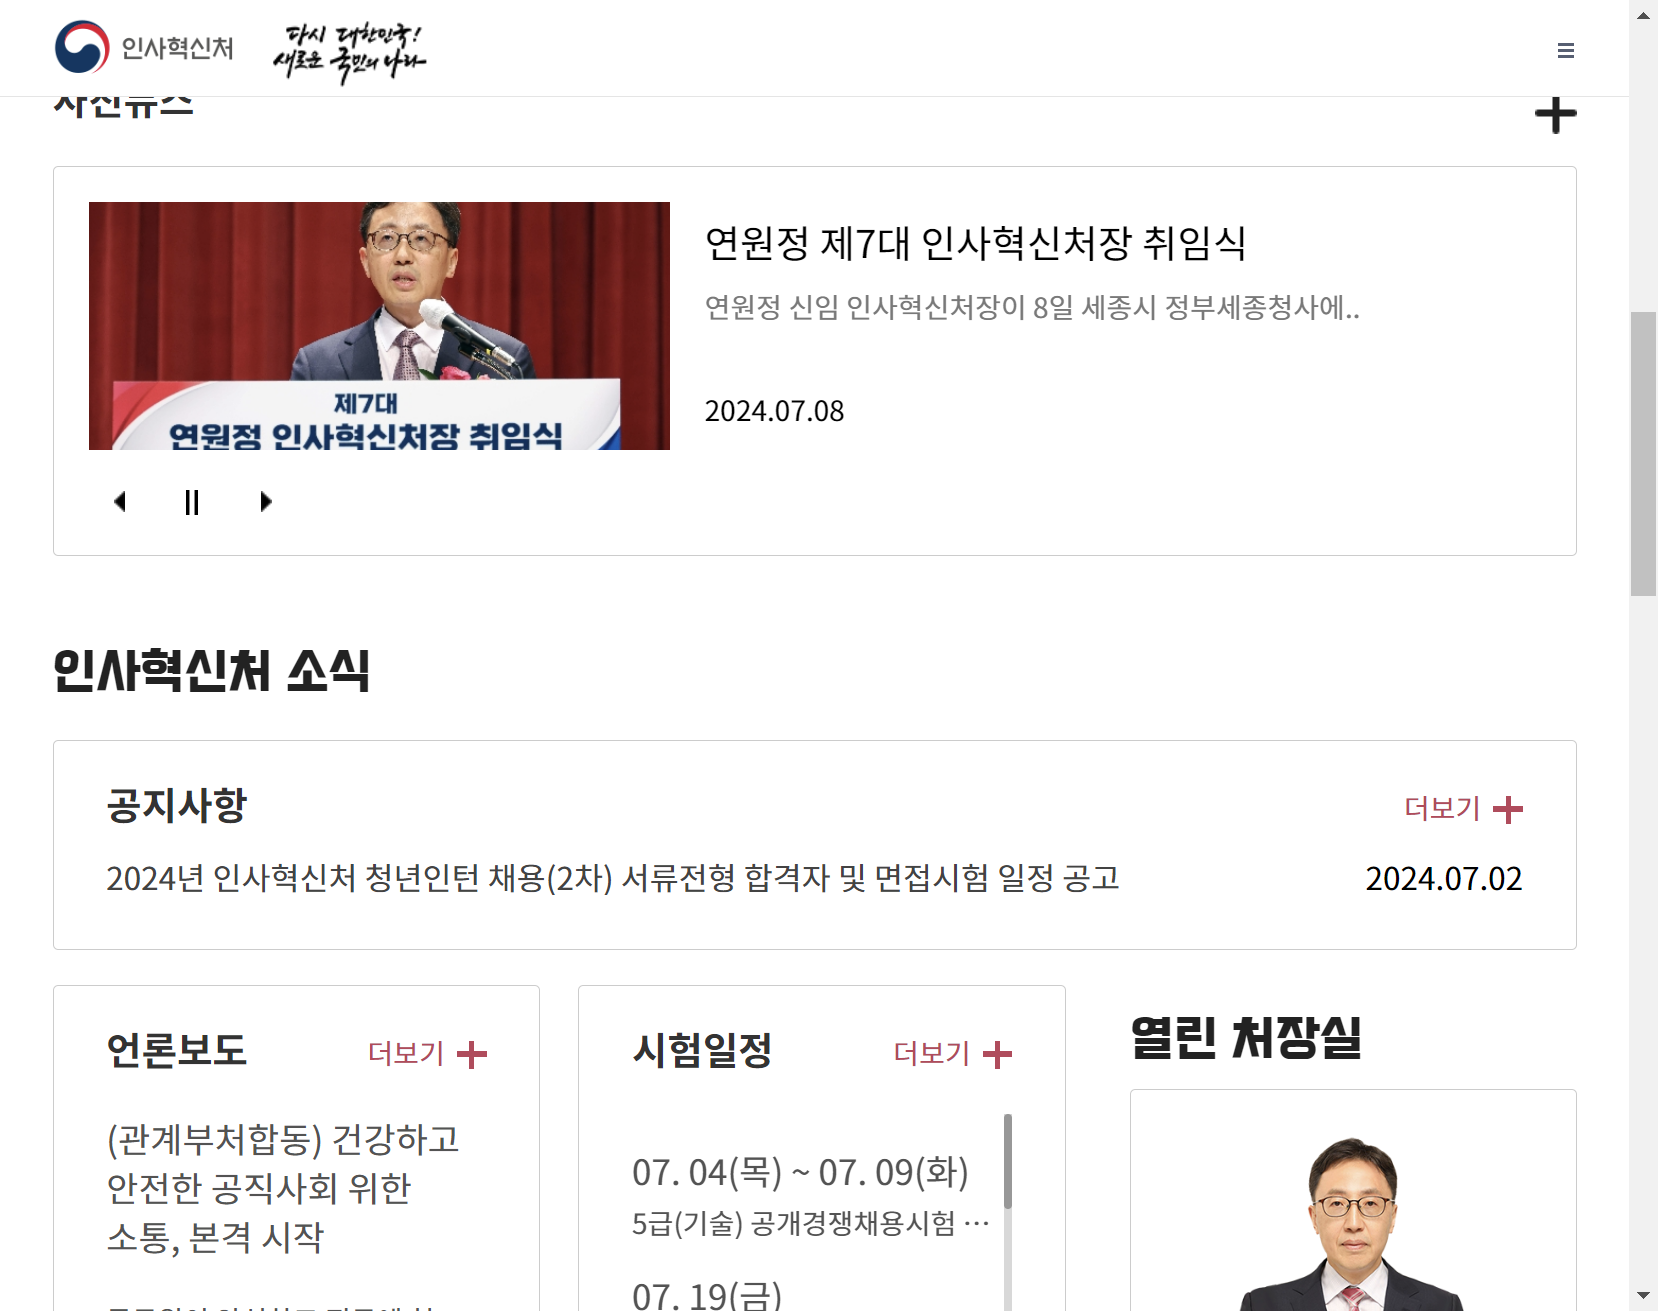 인사혁신처
다시 대한민국!
새로운 국민의 나라
사진뉴스
연원정 제7대 인사혁신처장 취임식
연원정 신임 인사혁신처장이 8일 세종시 정부세종청사에..
2024.07.08
제7대
연원정 인사혁신처장 취임식
인사혁신처 소식
공지사항
더보기
2024년 인사혁신처 청년인턴 채용(2차) 서류전형 합격자 및 면접시험 일정 공고
2024.07.02
언론보도
더보기
(관계부처합동) 건강하고
안전한 공직사회 위한
소통, 본격 시작
시험일정
더보기
07. 04(목) ~ 07. 09(화)
5급(기술) 공개경쟁채용시험 ⋯
07. 19(금)
열린 처장실